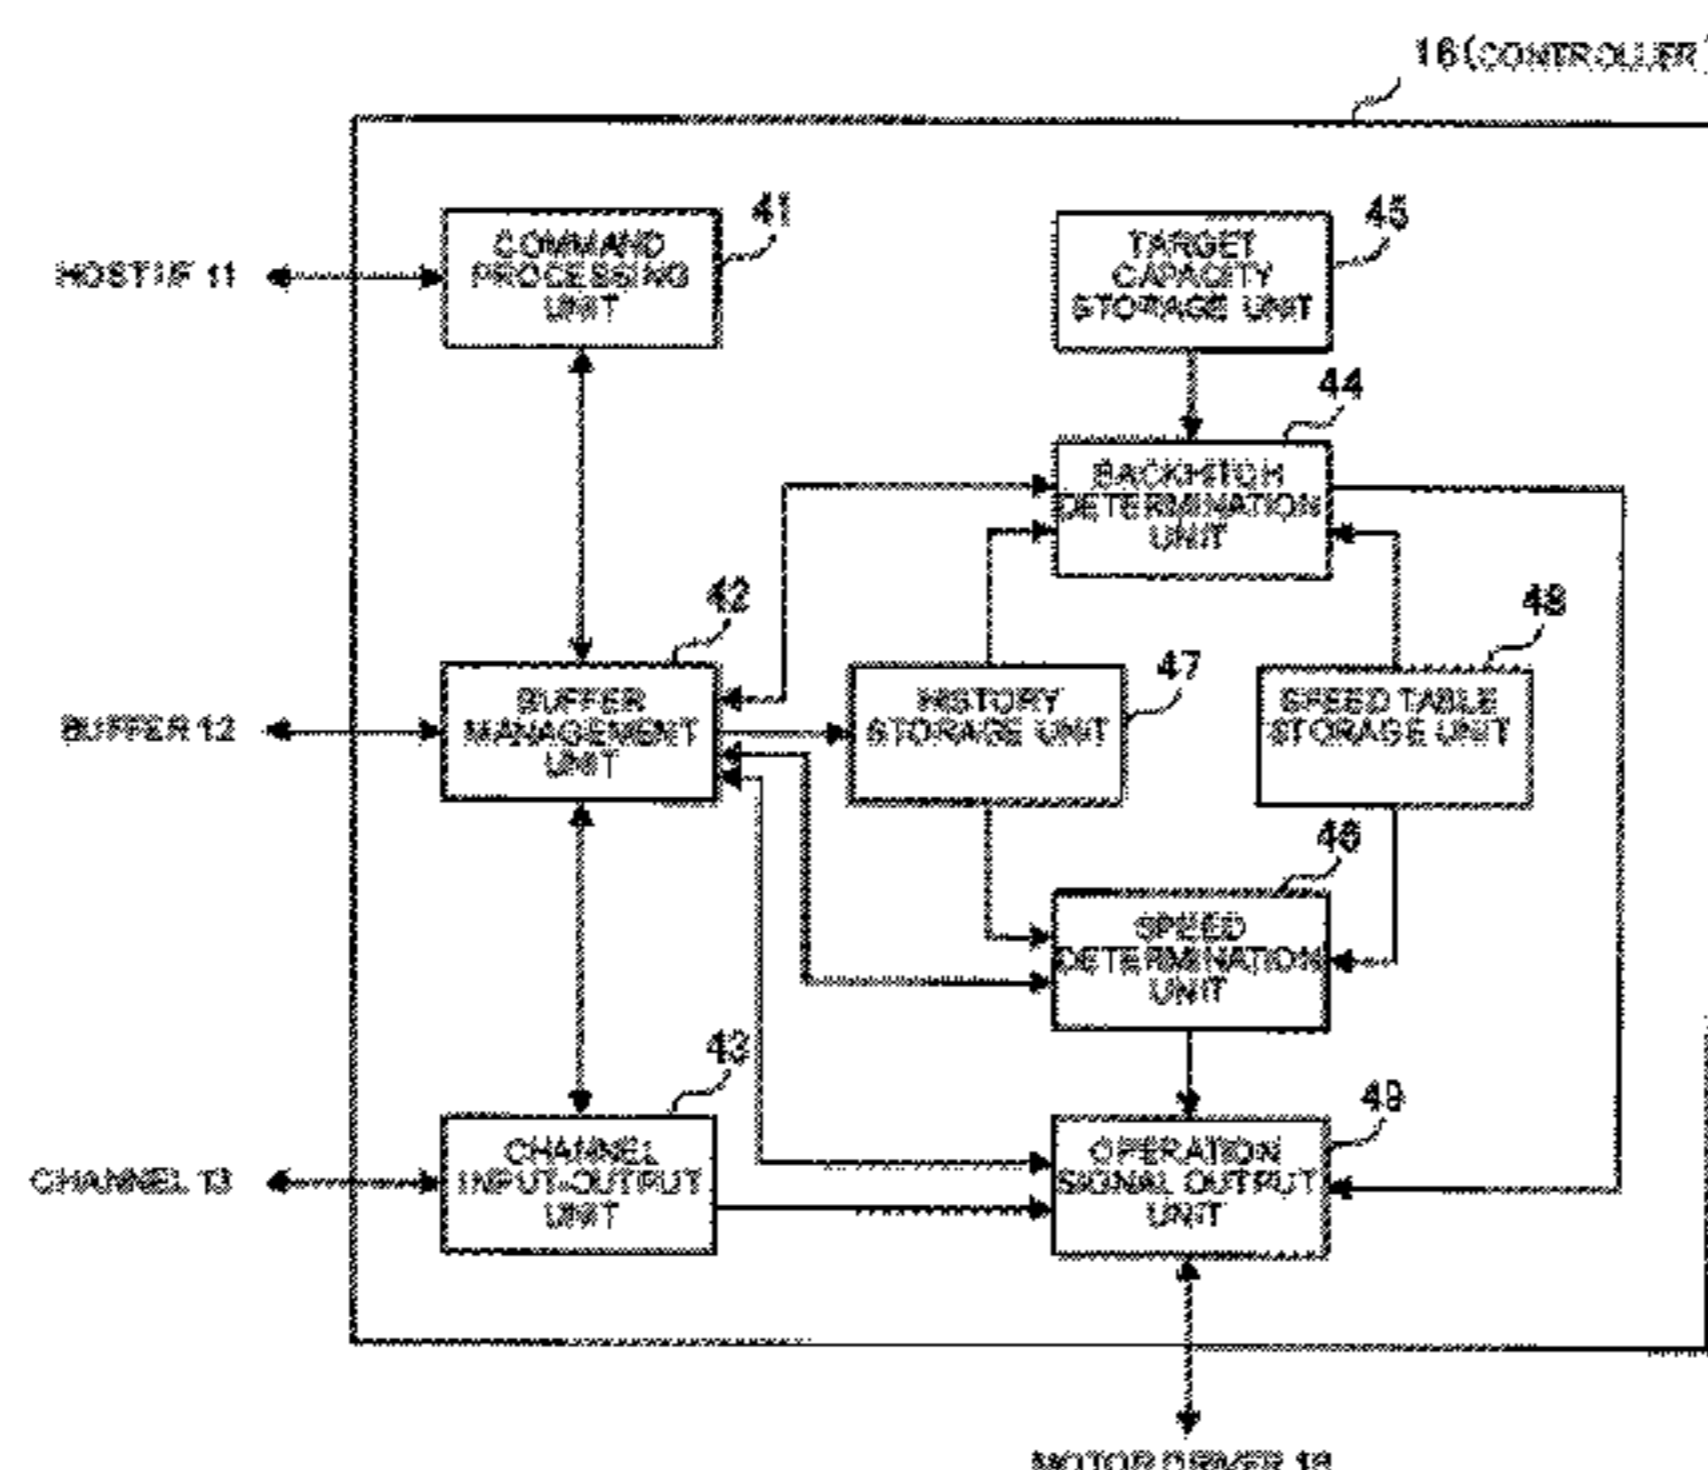 16(CONTROLLER)
41
COMMAND
PROCESSING
UNIT
45
TARGET
CAPACITY
STORAGE UNIT
HOST I/F 11
44
BACKHITCH
DETERMINATION
UNIT
42
BUFFER
MANAGEMENT
UNIT
BUFFER 12
47
HISTORY
STORAGE UNIT
48
SPEED TABLE
STORAGE UNIT
46
SPEED
DETERMINATION
UNIT
43
CHANNEL
INPUT-OUTPUT
UNIT
CHANNEL 13
49
OPERATION
SIGNAL OUTPUT
UNIT
MOTOR DRIVER